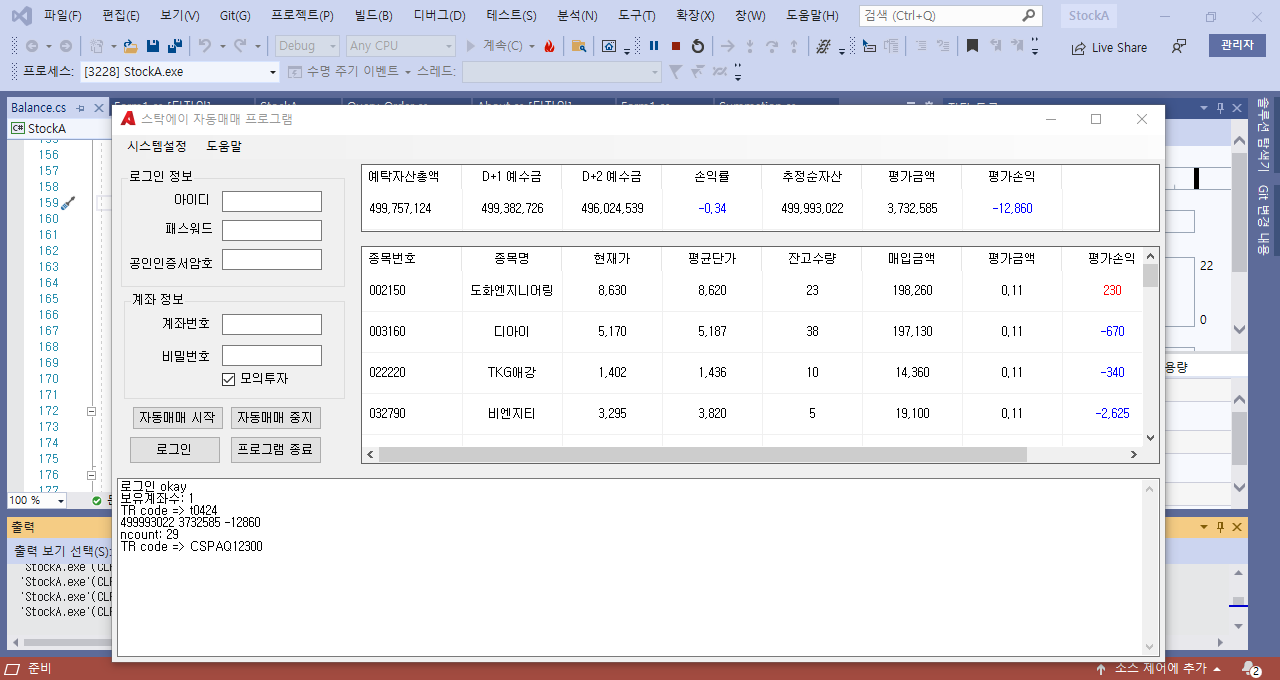 파일(F) 편집(E) 보기(V) Git(G) 프로젝트(P) 빌드(B) 디버그(D) 테스트(S) 분석(N) 도구(T) 확장(X) 창(W) 도움말(H) 검색 (Ctrl+Q) StockA
Debug Any CPU 계속(C) Live Share 관리자
프로세스: [3228] StockA.exe 수명 주기 이벤트 스레드:
Balance.cs
스탁에이 자동매매 프로그램
C# StockA
시스템설정 도움말
솔루션 탐색기
Git 변경 내용
156
157
158
159
160
161
162
163
164
165
166
167
168
169
170
171
172
173
174
175
176
로그인 정보
아이디
패스워드
공인인증서암호
계좌 정보
계좌번호
비밀번호
모의투자
자동매매 시작 자동매매 중지
로그인 프로그램 종료
예탁자산총액 D+1 예수금 D+2 예수금 손익률 추정순자산 평가금액 평가손익
499,757,124 499,382,726 496,024,539 -0.34 499,993,022 3,732,585 -12,860
종목번호 종목명 현재가 평균단가 잔고수량 매입금액 평가금액 평가손익
002150 도화엔지니어링 8,630 8,620 23 198,260 0.11 230
003160 디아이 5,170 5,187 38 197,130 0.11 -670
022220 TKG애강 1,402 1,436 10 14,360 0.11 -340
032790 비엔지티 3,295 3,820 5 19,100 0.11 -2,625
22
0
용량
100 %
로그인 okay
보유계좌수: 1
TR code => t0424
499993022 3732585 -12860
ncount: 29
TR code => CSPAQ12300
출력
출력 보기 선택(S):
'StockA.exe'(CLR
'StockA.exe'(CLR
'StockA.exe'(CLR
'StockA.exe'(CLR
준비 소스 제어에 추가 2